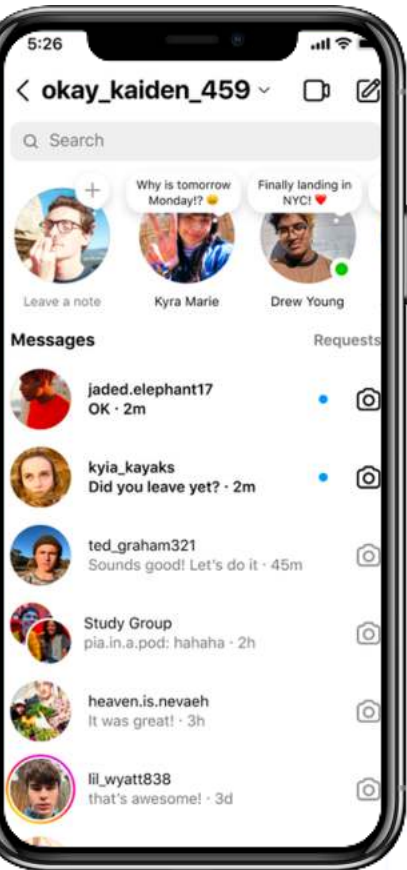 5:26
okay_kaiden_459
Search
Why is tomorrow
Monday!? 😀
Finally landing in
NYC! ❤️
Leave a note
Kyra Marie
Drew Young
Messages
Requests
jaded.elephant17
OK · 2m
kyia_kayaks
Did you leave yet? · 2m
ted_graham321
Sounds good! Let's do it · 45m
Study Group
pia.in.a.pod: hahaha · 2h
heaven.is.nevaeh
It was great! · 3h
lil_wyatt838
that's awesome! · 3d